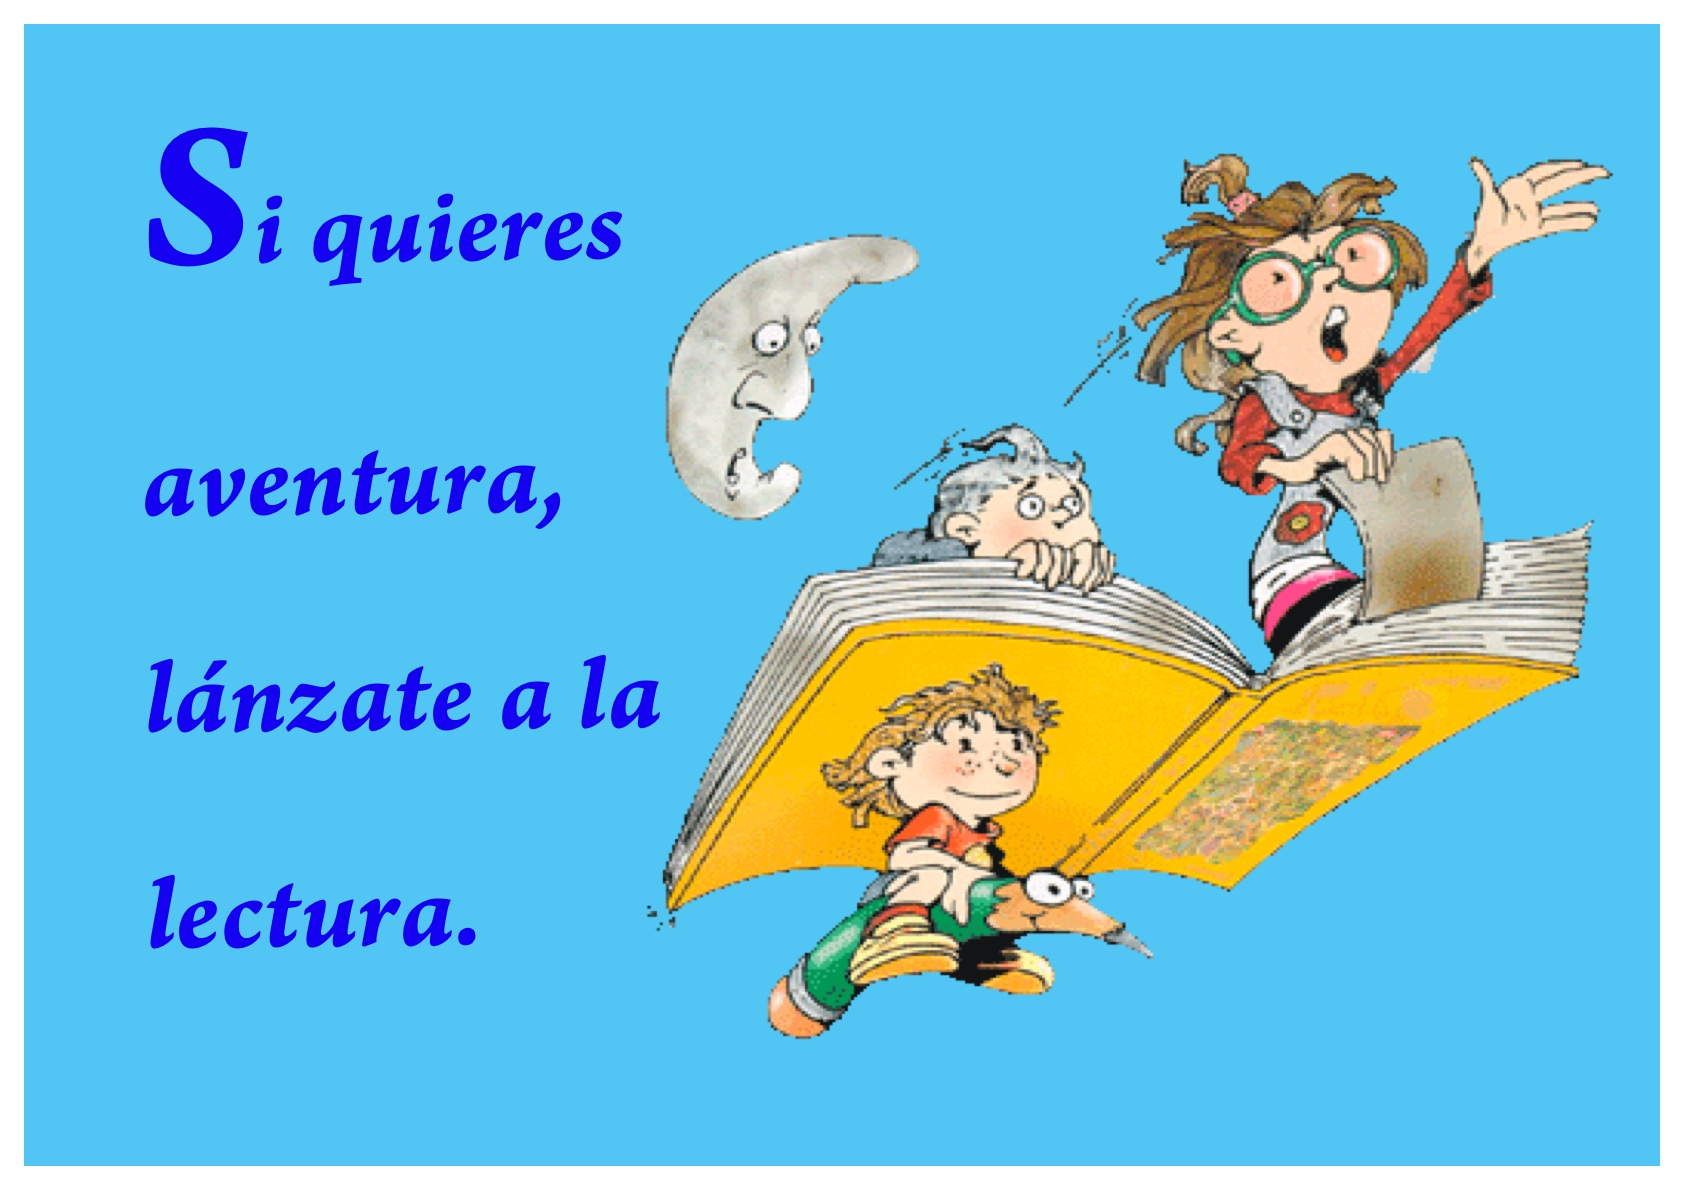 Si quieres
aventura,
lánzate a la
lectura.